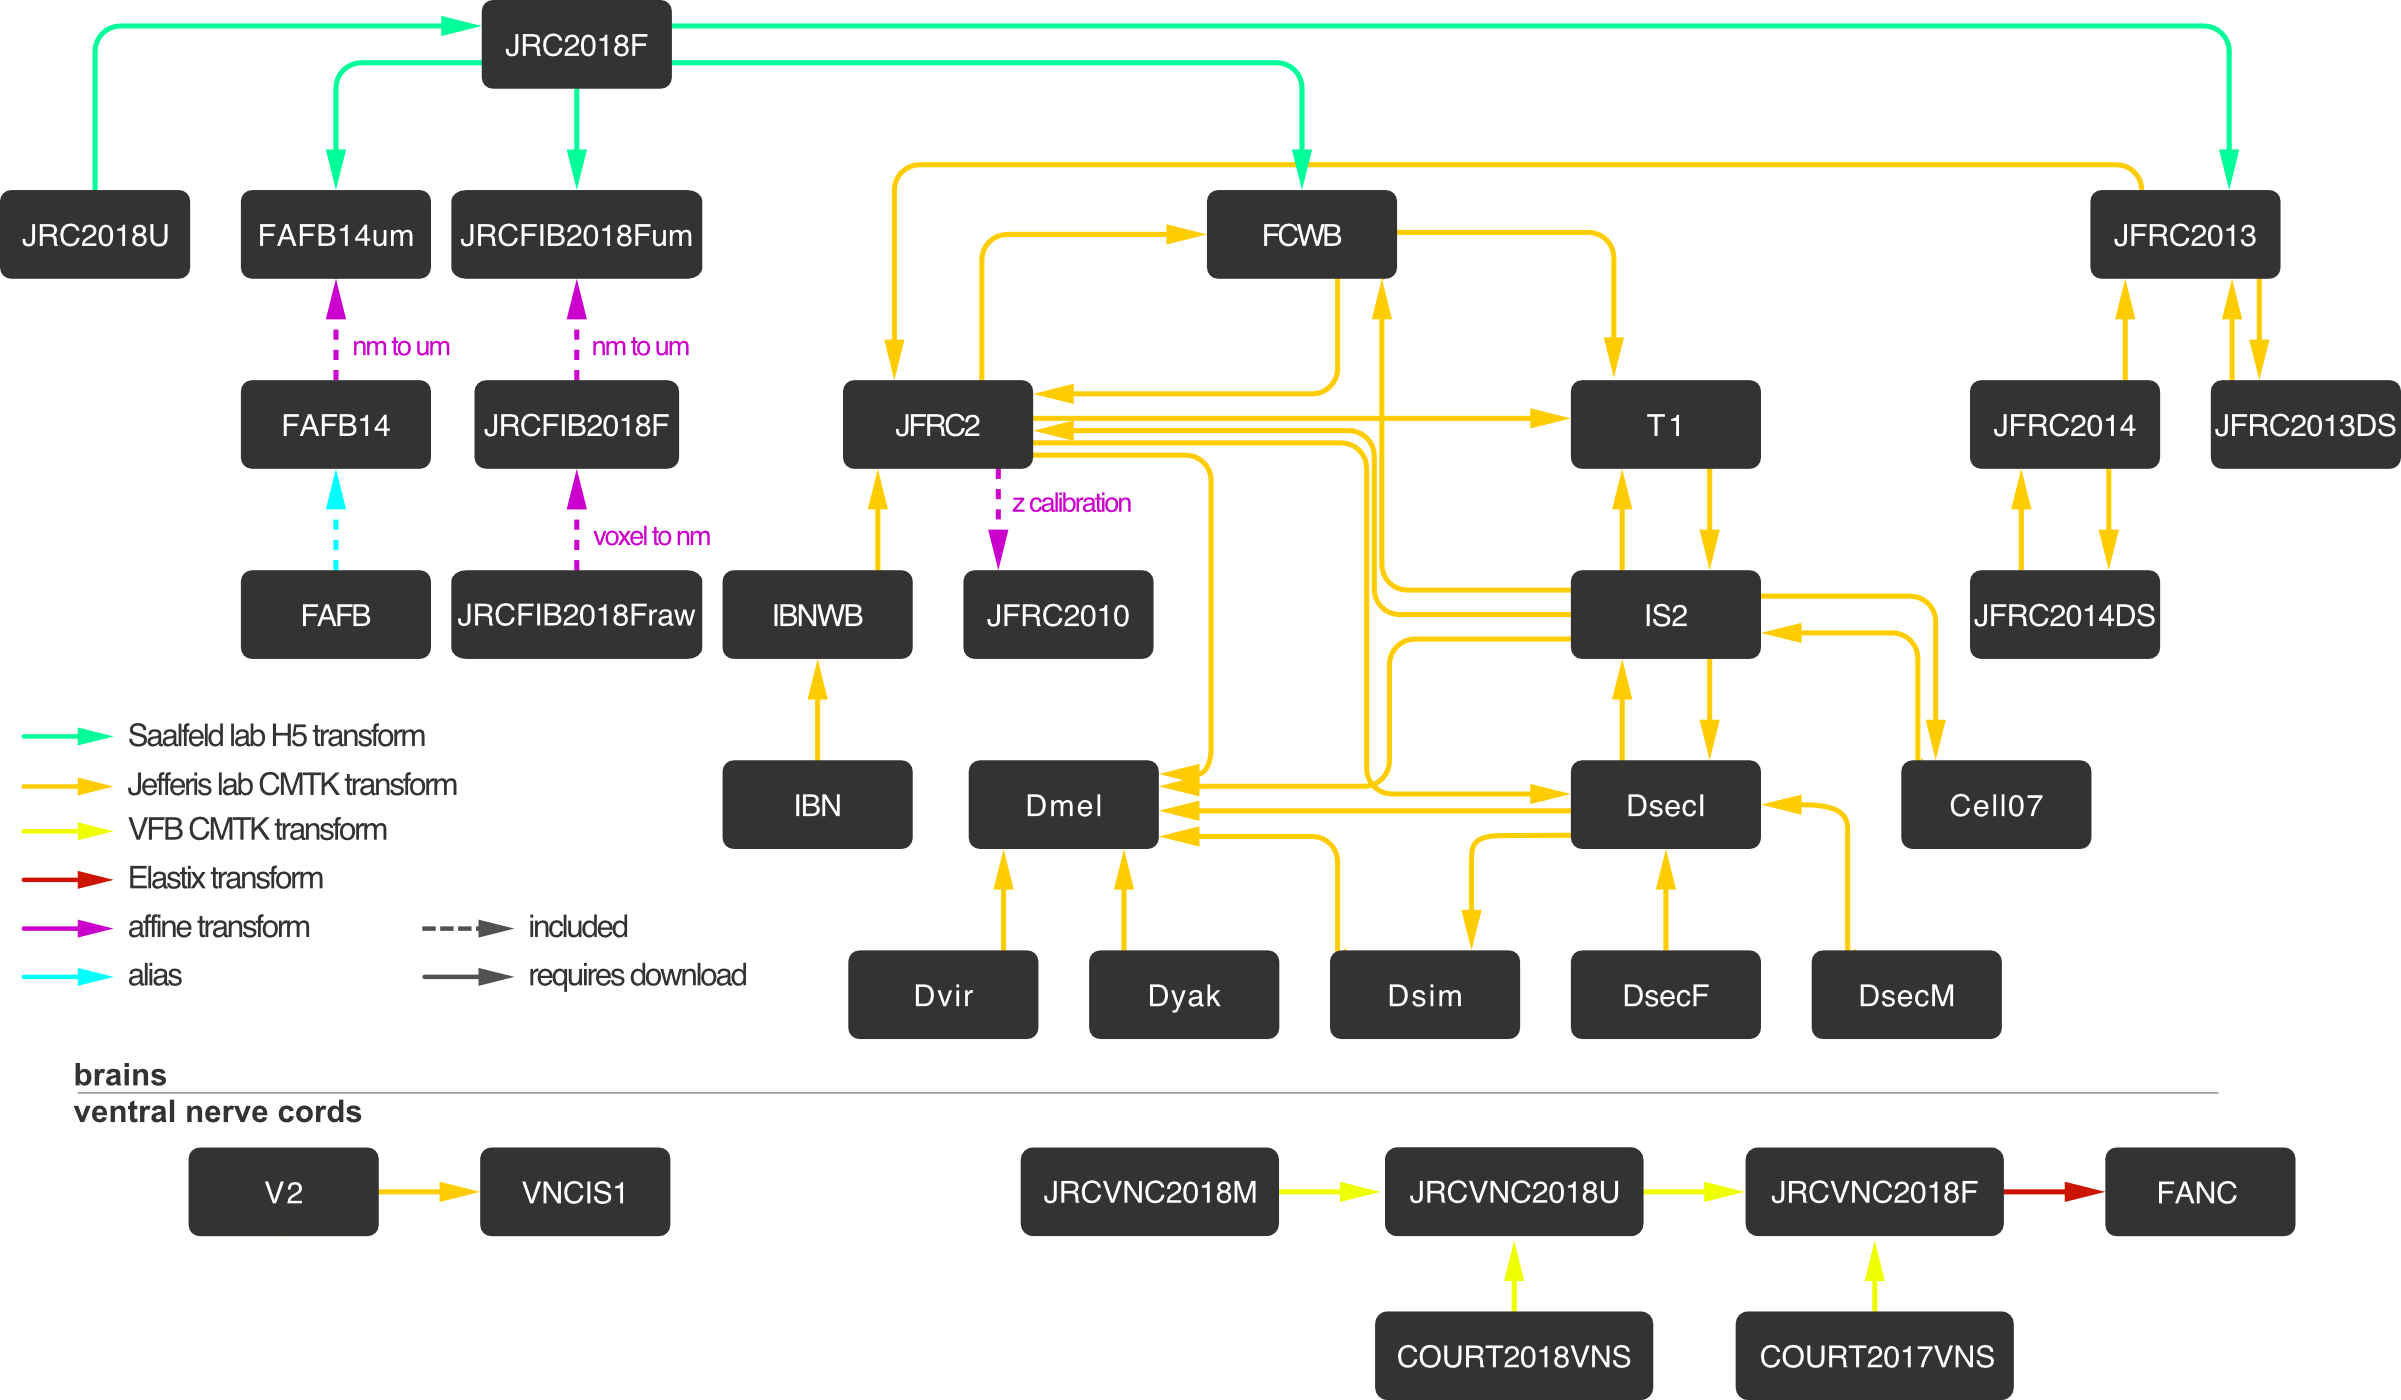 JRC2018F
JRC2018U
FAFB14um
JRCFIB2018Fum
FCWB
JFRC2013
nm to um
nm to um
FAFB14
JRCFIB2018F
JFRC2
T1
JFRC2014
JFRC2013DS
z calibration
voxel to nm
FAFB
JRCFIB2018Fraw
IBNWB
JFRC2010
IS2
JFRC2014DS
Saalfeld lab H5 transform
Jefferis lab CMTK transform
VFB CMTK transform
Elastix transform
affine transform
included
alias
requires download
IBN
Dmel
DsecI
Cell07
Dvir
Dyak
Dsim
DsecF
DsecM
brains
ventral nerve cords
V2
VNCIS1
JRCVNC2018M
JRCVNC2018U
JRCVNC2018F
FANC
COURT2018VNS
COURT2017VNS